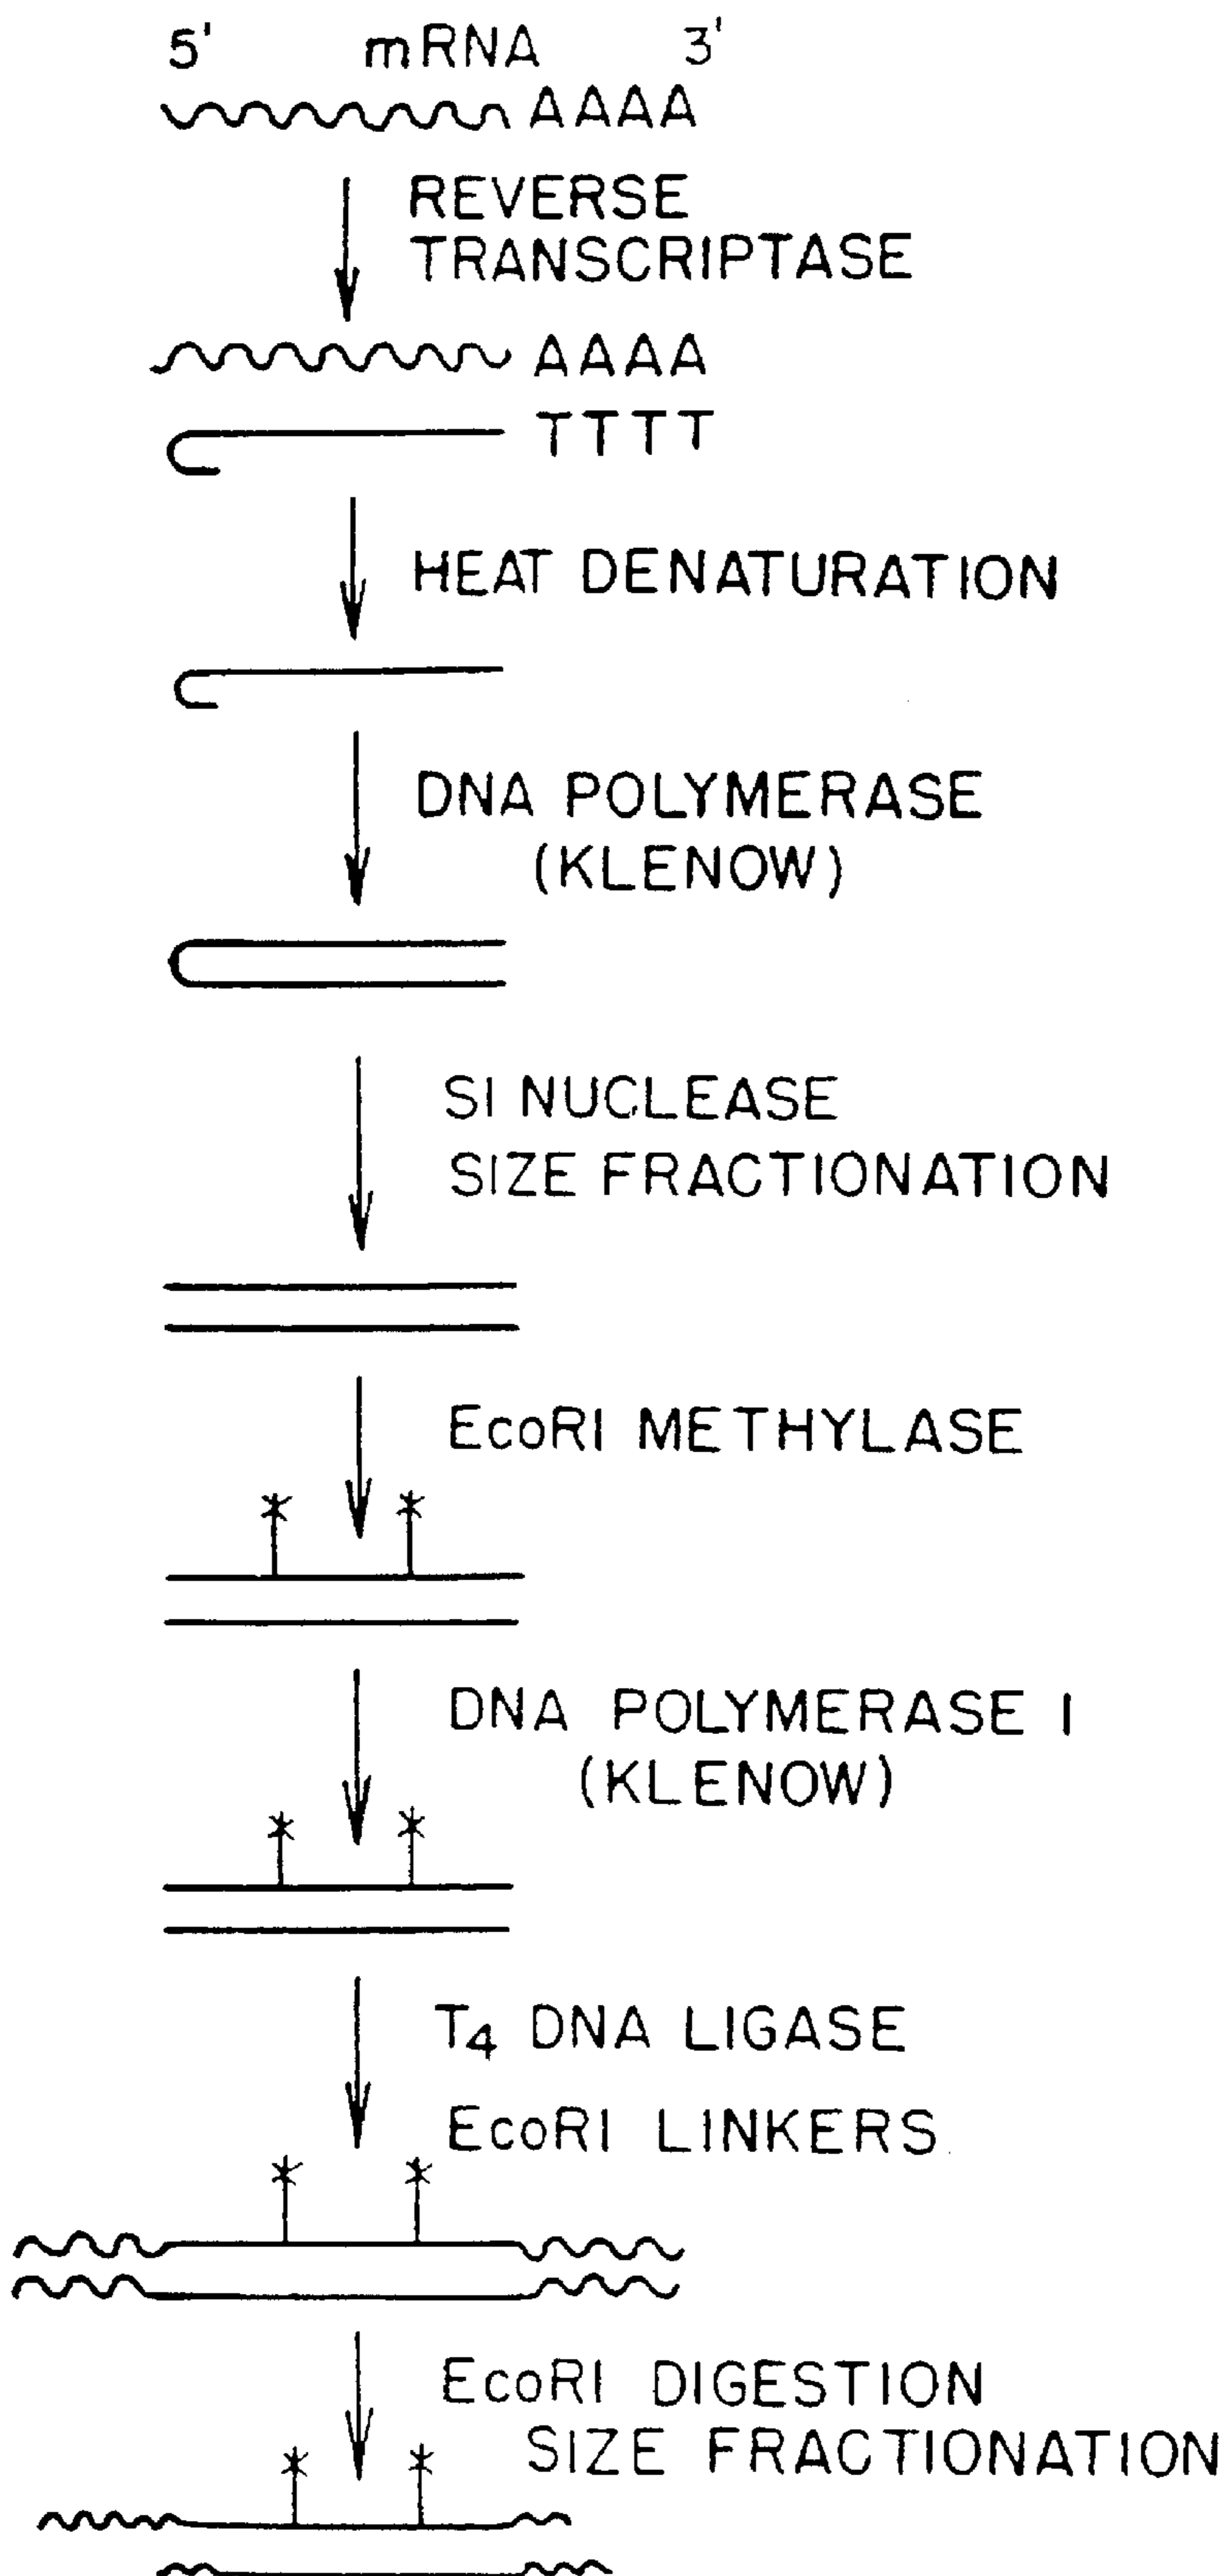 5' mRNA 3'
AAAA
REVERSE
TRANSCRIPTASE
AAAA
TTTT
HEAT DENATURATION
DNA POLYMERASE
(KLENOW)
SI NUCLEASE
SIZE FRACTIONATION
EcoRI METHYLASE
DNA POLYMERASE I
(KLENOW)
T4 DNA LIGASE
EcoRI LINKERS
EcoRI DIGESTION
SIZE FRACTIONATION